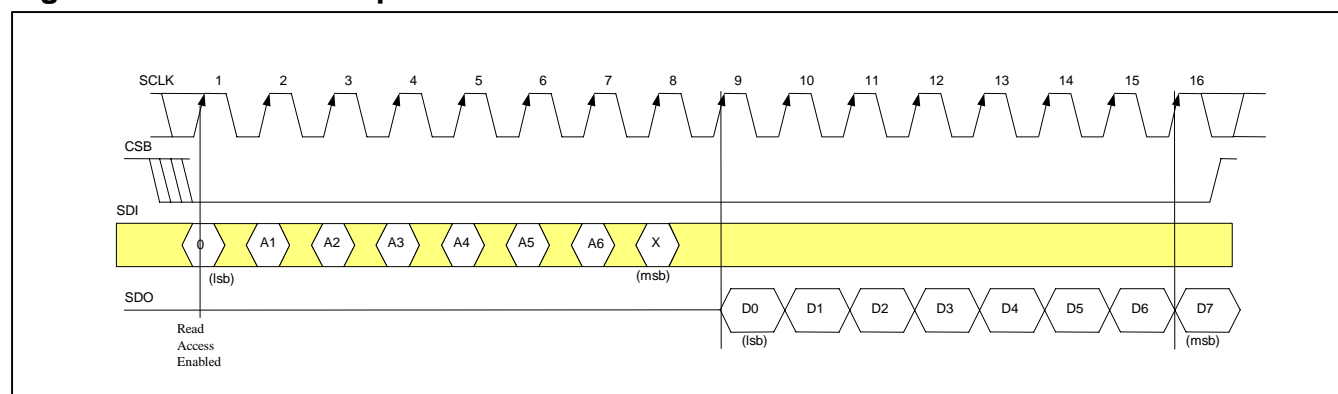 SCLK 1 2 3 4 5 6 7 8 9 10 11 12 13 14 15 16
CSB
SDI
0 A1 A2 A3 A4 A5 A6 X
(lsb) (msb)
SDO
D0 D1 D2 D3 D4 D5 D6 D7
(lsb) (msb)
Read
Access
Enabled